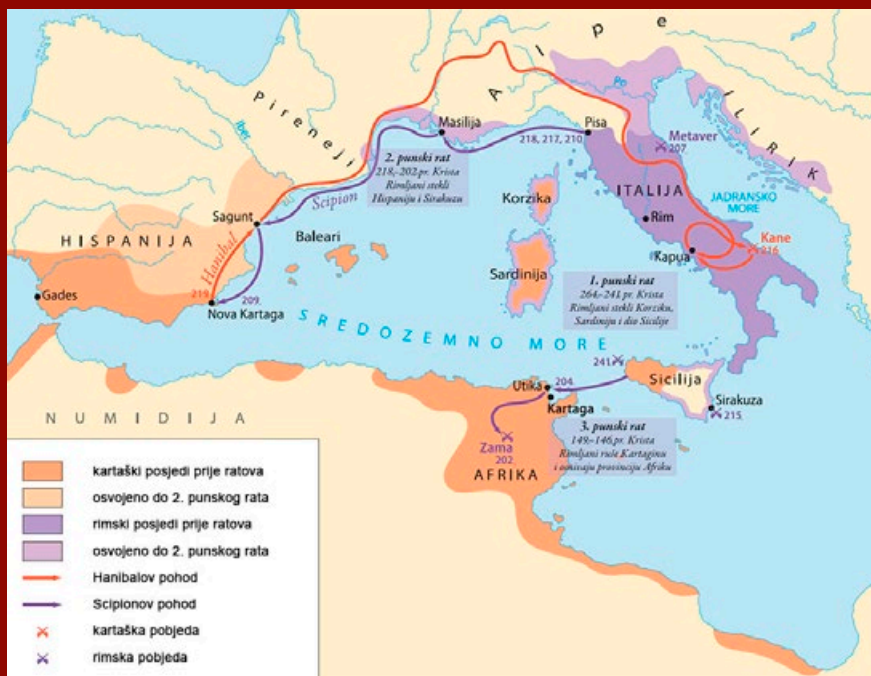 A l p e
Pireneji
Iber
Po
ILIRIK
Masilija
Pisa
218, 217, 210
Metaver
207
2. punski rat
218.-202.pr. Krista
Rimljani stekli
Hispaniju i Sirakuzu
Scipion
Korzika
ITALIJA
JADRANSKO
MORE
Rim
Sagunt
Kane
216.
HISPANIJA
Hanibal
Baleari
Kapua
Sardinija
1. punski rat
264.-241. pr. Krista
Rimljani stekli Korziku,
Sardiniju i dio Sicilije
Gades
219.
209.
Nova Kartaga
SREDOZEMNO MORE
241.
Sicilija
Utika
204.
Kartaga
Sirakuza
215.
NUMIDIJA
3. punski rat
149.-146. pr. Krista
Rimljani ruše Kartaginu
i osnivaju provinciju Afriku
Zama
202.
AFRIKA
kartaški posjedi prije ratova
osvojeno do 2. punskog rata
rimski posjedi prije ratova
osvojeno do 2. punskog rata
Hanibalov pohod
Scipionov pohod
kartaška pobjeda
rimska pobjeda